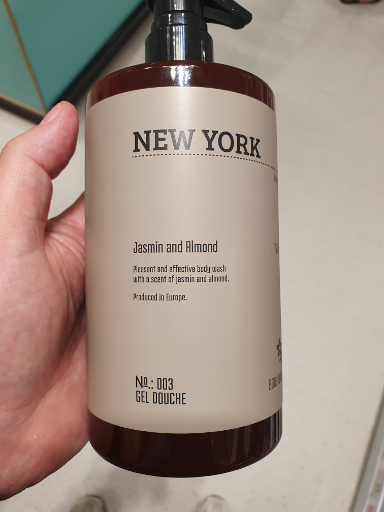 NEW YORK
Jasmin and Almond
Pleasant and effective body wash
with a scent of jasmin and almond.
Produced in Europe.
No.: 003
GEL DOUCHE